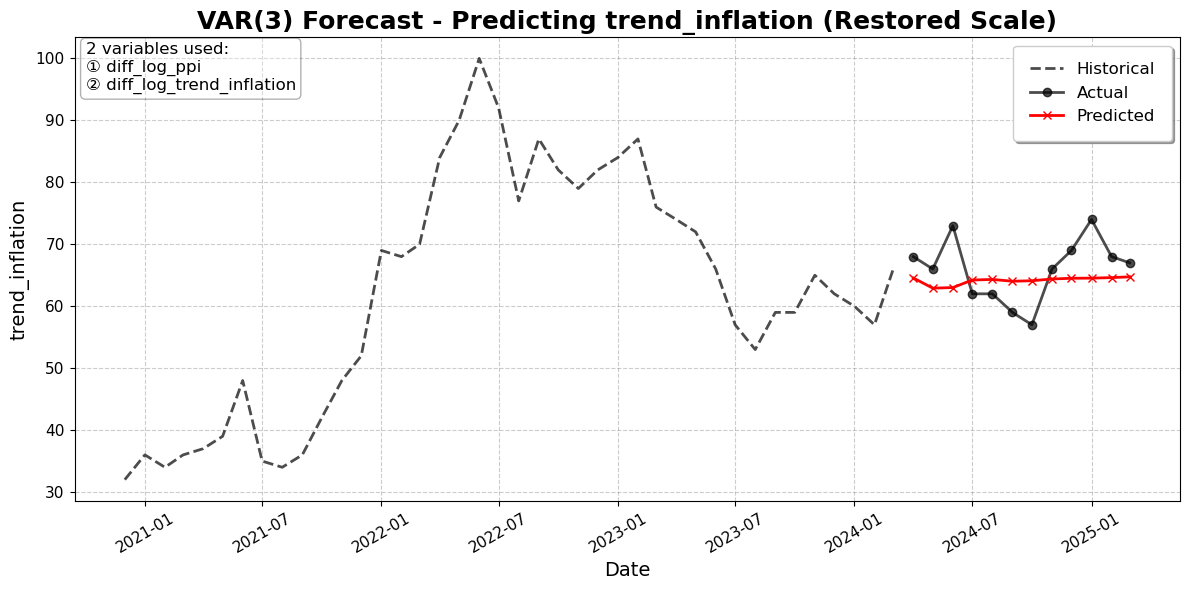 VAR(3) Forecast - Predicting trend_inflation (Restored Scale)
2 variables used:
① diff_log_ppi
② diff_log_trend_inflation
Historical
Actual
Predicted
trend_inflation
100
90
80
70
60
50
40
30
2021-01
2021-07
2022-01
2022-07
2023-01
2023-07
2024-01
2024-07
2025-01
Date